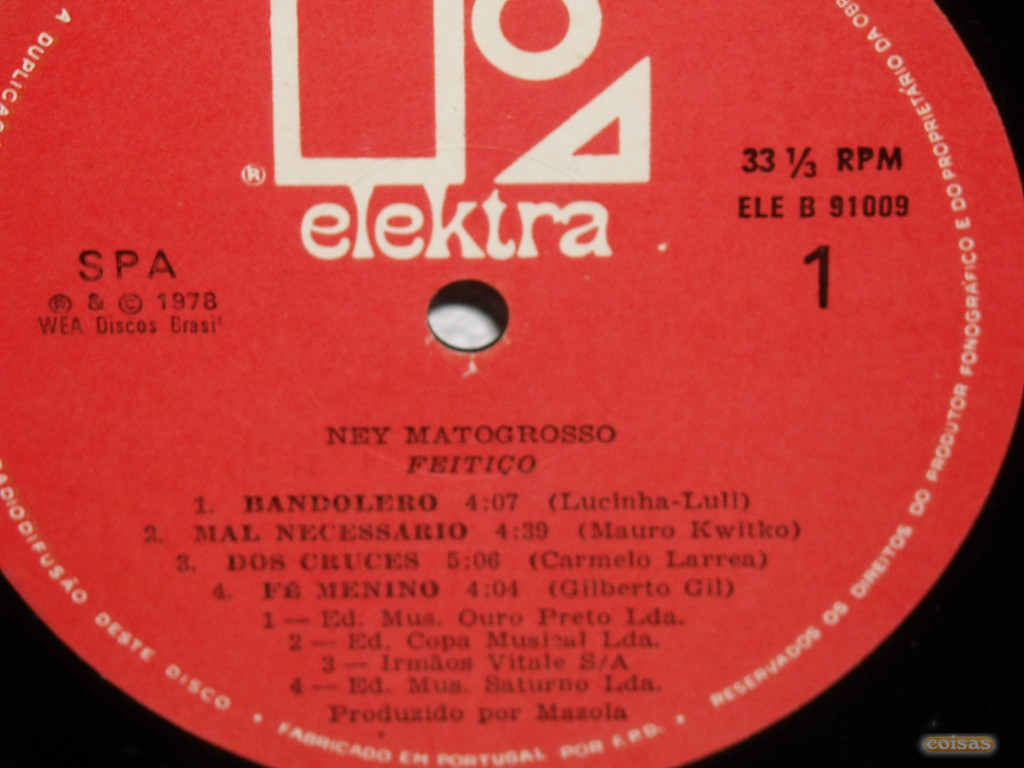 ®
elektra
33 ⅓ RPM
ELE B 91009
1
SPA
℗ & © 1978
WEA Discos Brasil
NEY MATOGROSSO
FEITIÇO
1. BANDOLERO 4:07 (Lucinha-Luli)
2. MAL NECESSÁRIO 4:39 (Mauro Kwitko)
3. DOS CRUCES 5:06 (Carmelo Larrea)
4. FÉ MENINO 4:04 (Gilberto Gil)
1 — Ed. Mus. Ouro Preto Lda.
2 — Ed. Copa Musical Lda.
3 — Irmãos Vitale S/A
4 — Ed. Mus. Saturno Lda.
Produzido por Mazola
RADIODIFUSÃO DESTE DISCO • FABRICADO EM PORTUGAL POR F.P.D. • RESERVADOS OS DIREITOS DO PRODUTOR FONOGRÁFICO E DO PROPRIETÁRIO DA OBRA
A
coisas